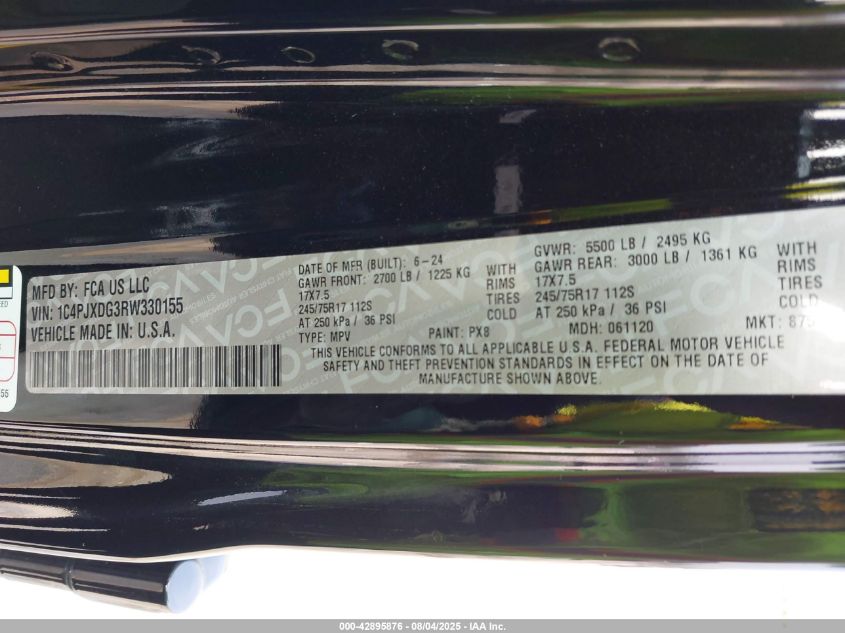 MFD BY: FCA US LLC
VIN: 1C4PJXDG3RW330155
VEHICLE MADE IN U.S.A.
DATE OF MFR (BUILT): 6-24
GAWR FRONT: 2700 LB / 1225 KG WITH
17X7.5 RIMS
245/75R17 112S TIRES
AT 250 kPa / 36 PSI COLD
TYPE: MPV
GVWR: 5500 LB / 2495 KG
GAWR REAR: 3000 LB / 1361 KG WITH
17X7.5 RIMS
245/75R17 112S TIRES
AT 250 kPa / 36 PSI COLD
PAINT: PX8 MDH: 061120 MKT:
THIS VEHICLE CONFORMS TO ALL APPLICABLE U.S.A. FEDERAL MOTOR VEHICLE
SAFETY AND THEFT PREVENTION STANDARDS IN EFFECT ON THE DATE OF
MANUFACTURE SHOWN ABOVE.
000-42895876 - 08/04/2025 - IAA Inc.